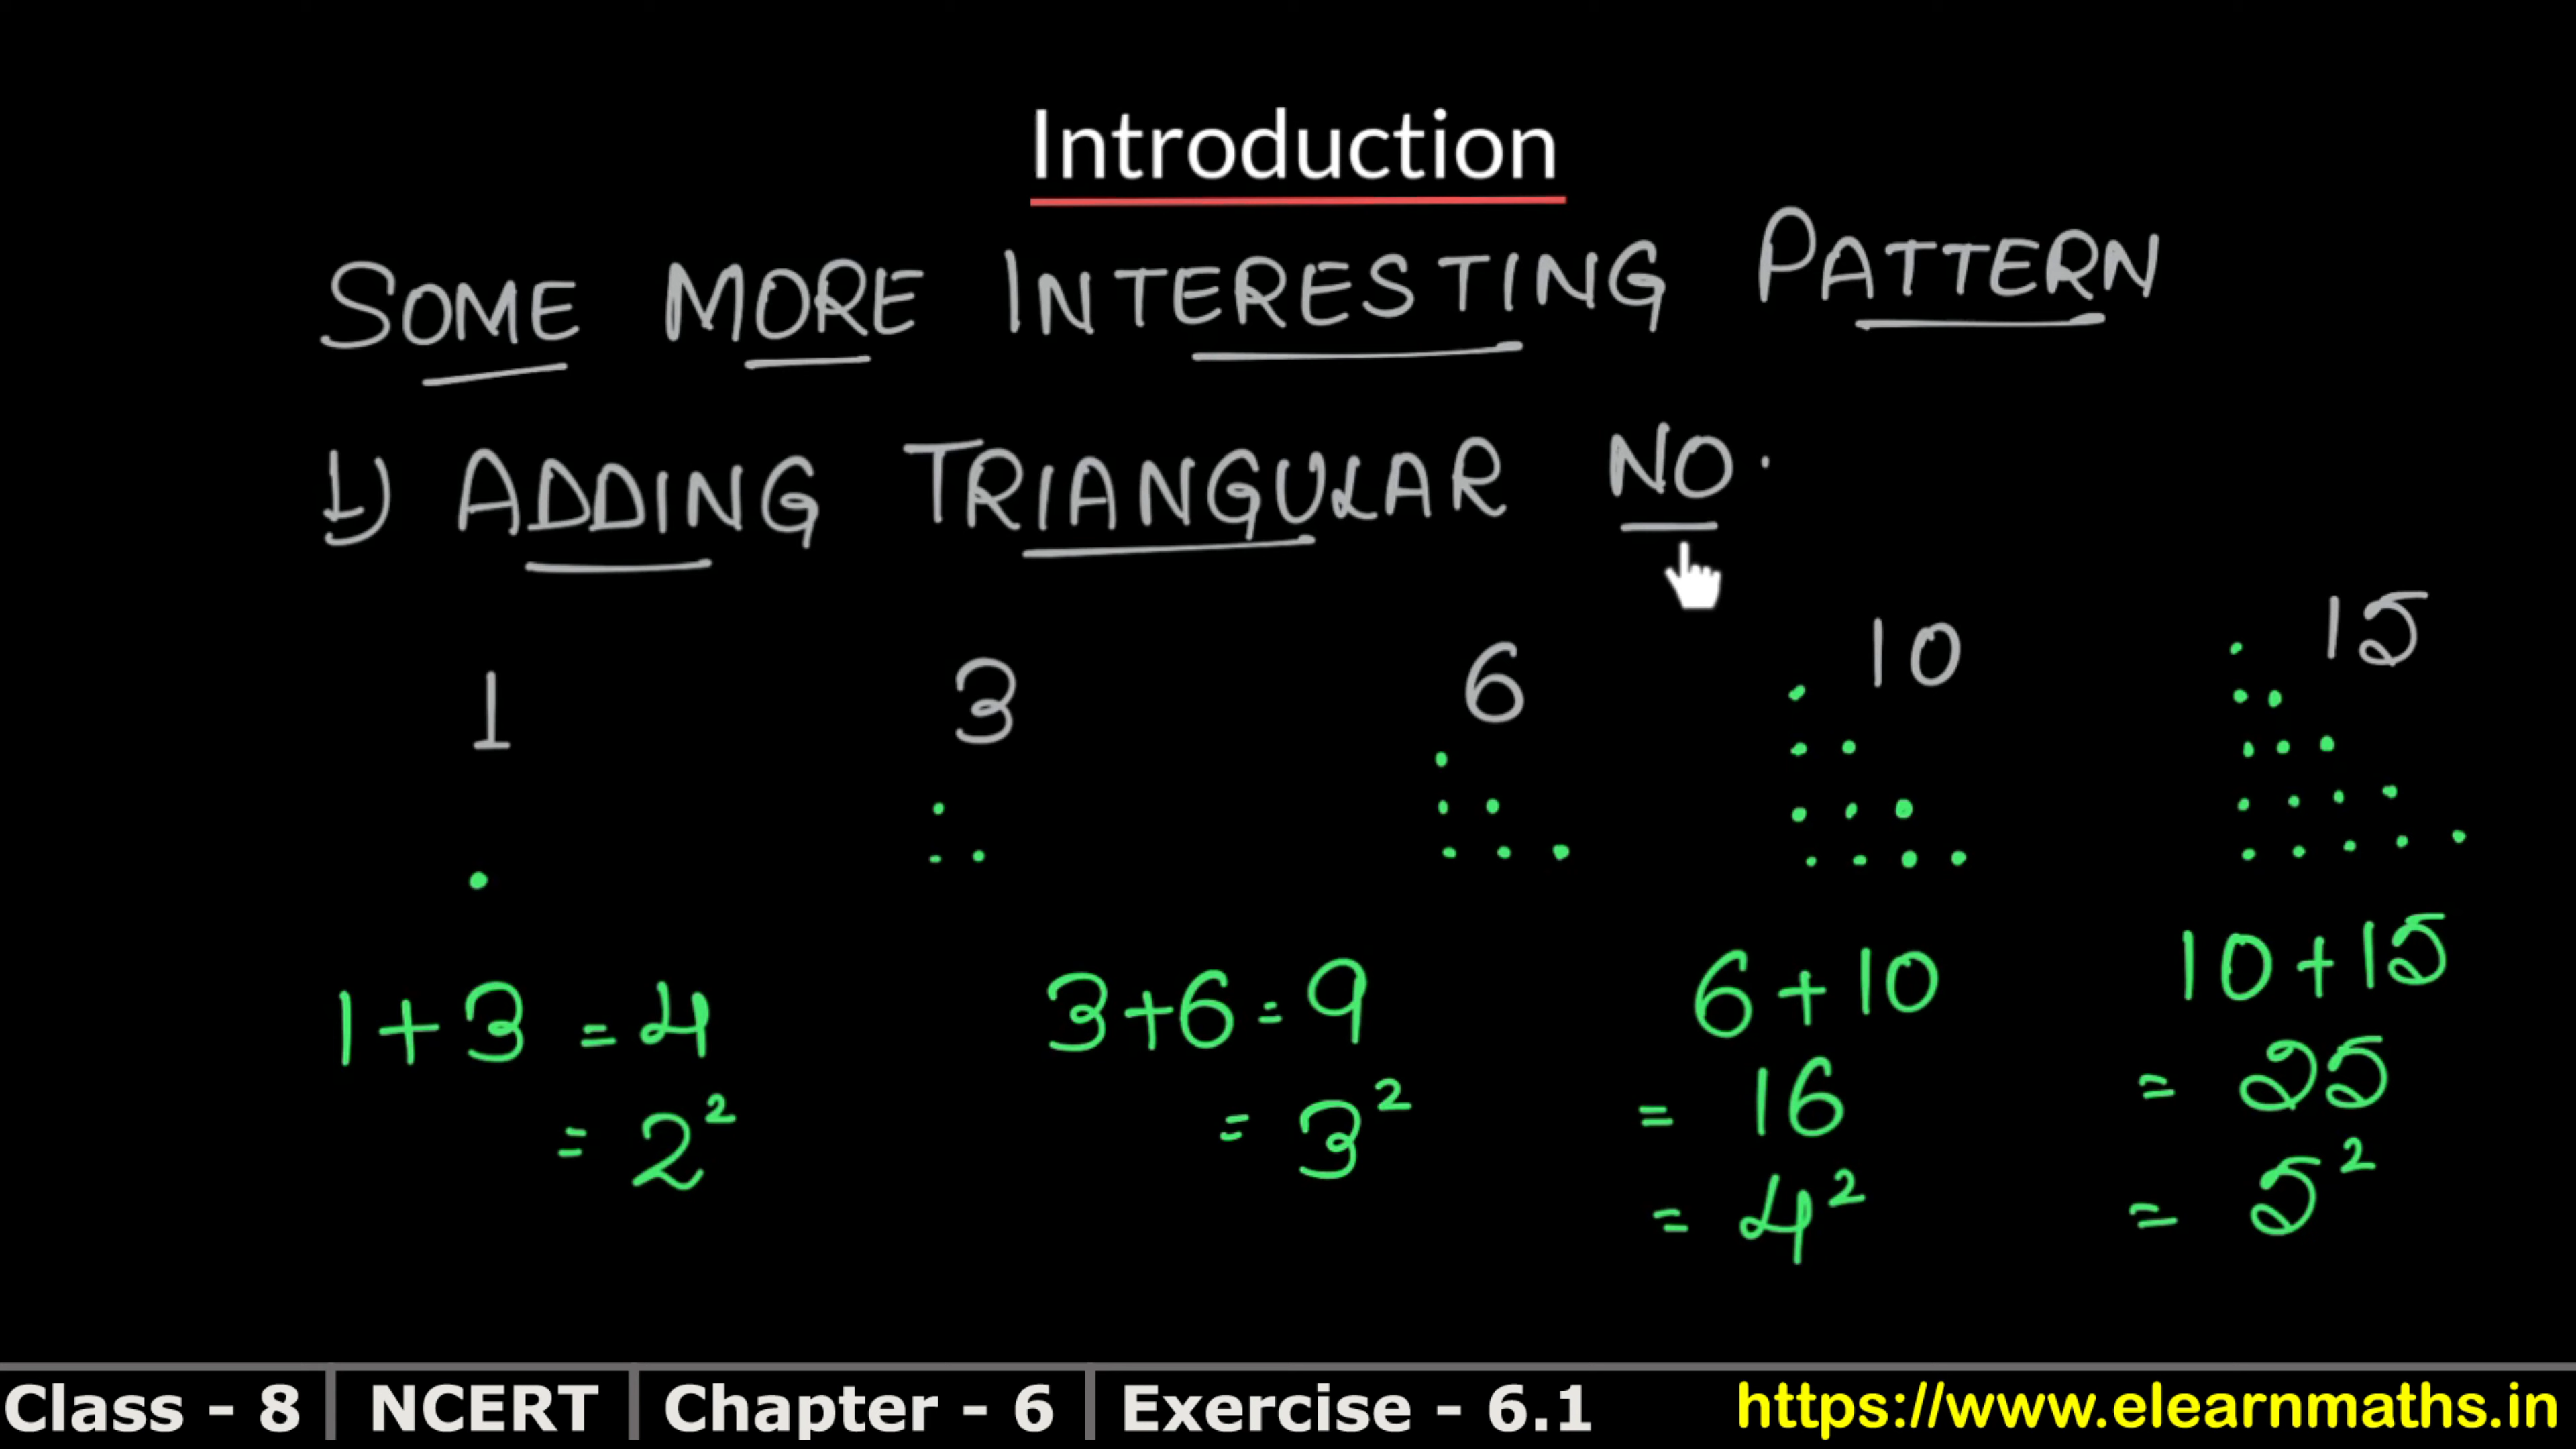 Introduction
SOME MORE INTERESTING PATTERN
1) ADDING TRIANGULAR NO.
1 3 6 10 15
1+3 = 4 3+6 = 9 6+10 10+15
= 2² = 3² = 16 = 25
= 4² = 5²
Class - 8 | NCERT | Chapter - 6 | Exercise - 6.1 https://www.elearnmaths.in